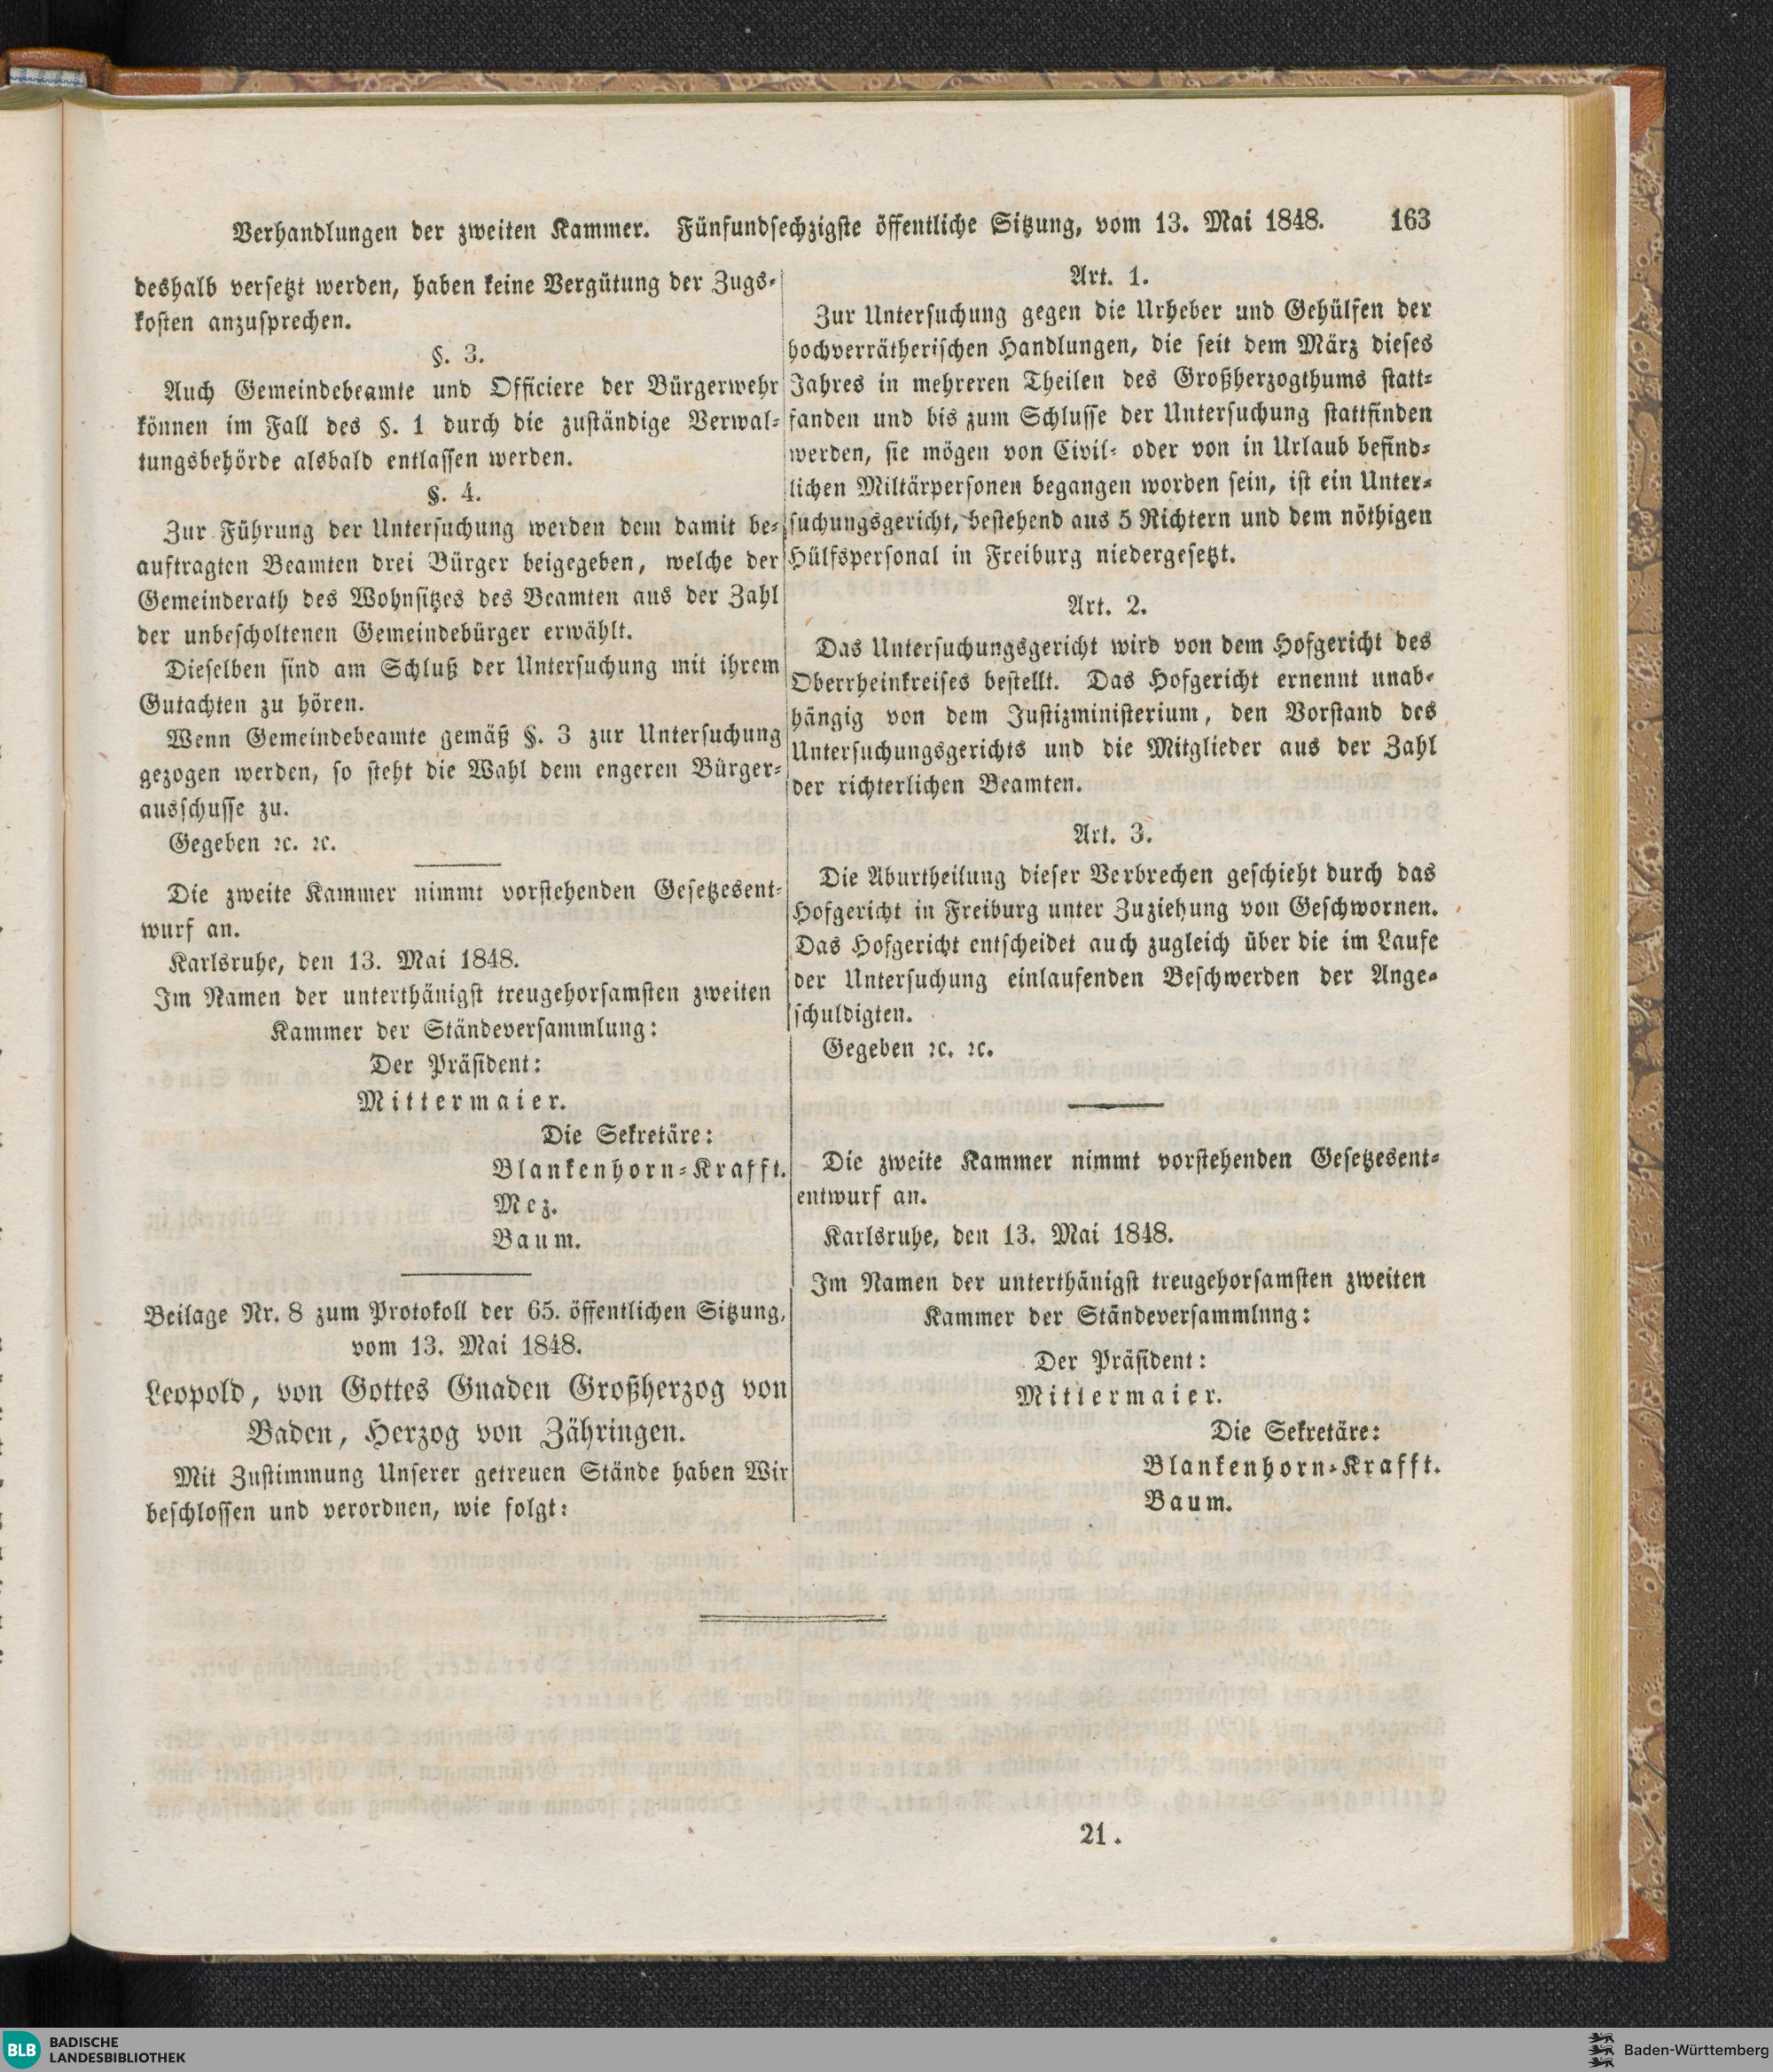 Verhandlungen der zweiten Kammer. Fünfundsechzigste öffentliche Sitzung, vom 13. Mai 1848. 163
deshalb versetzt werden, haben keine Vergütung der Zugs-
kosten anzusprechen.
§. 3.
Auch Gemeindebeamte und Officiere der Bürgerwehr
können im Fall des §. 1 durch die zuständige Verwal-
tungsbehörde alsbald entlassen werden.
§. 4.
Zur Führung der Untersuchung werden dem damit be-
auftragten Beamten drei Bürger beigegeben, welche der
Gemeinderath des Wohnsitzes des Beamten aus der Zahl
der unbescholtenen Gemeindebürger erwählt.
Dieselben sind am Schluß der Untersuchung mit ihrem
Gutachten zu hören.
Wenn Gemeindebeamte gemäß §. 3 zur Untersuchung
gezogen werden, so steht die Wahl dem engeren Bürger-
ausschusse zu.
Gegeben ꝛc. ꝛc.
Die zweite Kammer nimmt vorstehenden Gesetzesent-
wurf an.
Karlsruhe, den 13. Mai 1848.
Im Namen der unterthänigst treugehorsamsten zweiten
Kammer der Ständeversammlung:
Der Präsident:
Mittermaier.
Die Sekretäre:
Blankenhorn-Krafft.
Mez.
Baum.
Beilage Nr. 8 zum Protokoll der 65. öffentlichen Sitzung,
vom 13. Mai 1848.
Leopold, von Gottes Gnaden Großherzog von
Baden, Herzog von Zähringen.
Mit Zustimmung Unserer getreuen Stände haben Wir
beschlossen und verordnen, wie folgt:
Art. 1.
Zur Untersuchung gegen die Urheber und Gehülfen der
hochverrätherischen Handlungen, die seit dem März dieses
Jahres in mehreren Theilen des Großherzogthums statt-
fanden und bis zum Schlusse der Untersuchung stattfinden
werden, sie mögen von Civil- oder von in Urlaub befind-
lichen Miltärpersonen begangen worden sein, ist ein Unter-
suchungsgericht, bestehend aus 5 Richtern und dem nöthigen
Hülfspersonal in Freiburg niedergesetzt.
Art. 2.
Das Untersuchungsgericht wird von dem Hofgericht des
Oberrheinkreises bestellt. Das Hofgericht ernennt unab-
hängig von dem Justizministerium, den Vorstand des
Untersuchungsgerichts und die Mitglieder aus der Zahl
der richterlichen Beamten.
Art. 3.
Die Aburtheilung dieser Verbrechen geschieht durch das
Hofgericht in Freiburg unter Zuziehung von Geschwornen.
Das Hofgericht entscheidet auch zugleich über die im Laufe
der Untersuchung einlaufenden Beschwerden der Ange-
schuldigten.
Gegeben ꝛc. ꝛc.
Die zweite Kammer nimmt vorstehenden Gesetzesent-
entwurf an.
Karlsruhe, den 13. Mai 1848.
Im Namen der unterthänigst treugehorsamsten zweiten
Kammer der Ständeversammlung:
Der Präsident:
Mittermaier.
Die Sekretäre:
Blankenhorn-Krafft.
Baum.
21.
BLB BADISCHE
LANDESBIBLIOTHEK
Baden-Württemberg